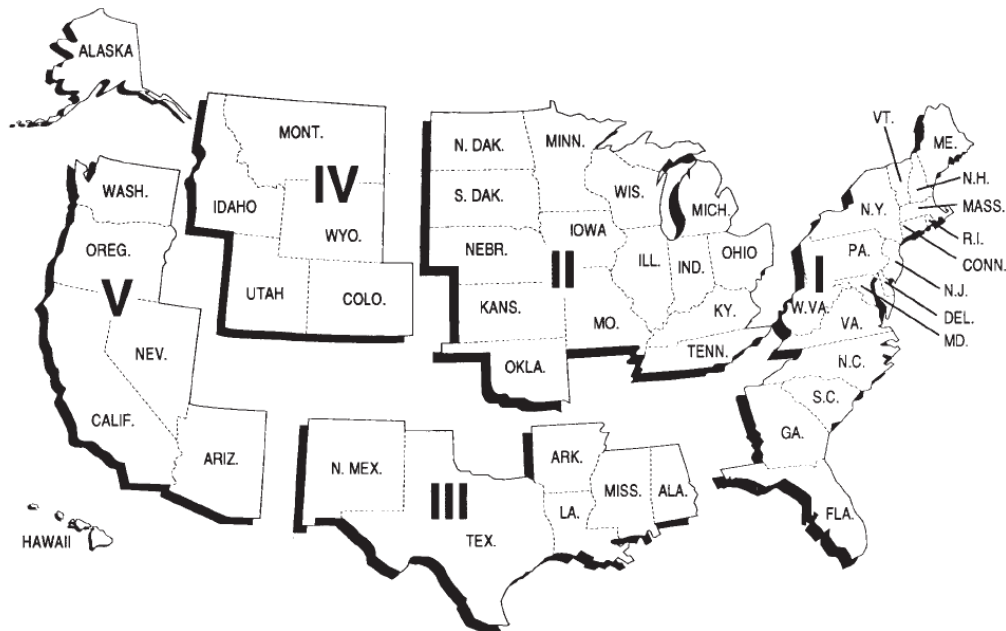 ALASKA
WASH.
OREG.
V
NEV.
CALIF.
ARIZ.
HAWAII
MONT.
IV
IDAHO
WYO.
UTAH
COLO.
N. DAK.
MINN.
S. DAK.
WIS.
MICH.
NEBR.
IOWA
II
ILL.
IND.
OHIO
KANS.
MO.
KY.
OKLA.
TENN.
N. MEX.
III
TEX.
ARK.
LA.
MISS.
ALA.
VT.
ME.
N.H.
MASS.
N.Y.
R.I.
CONN.
PA.
I
N.J.
W.VA.
DEL.
VA.
MD.
N.C.
S.C.
GA.
FLA.